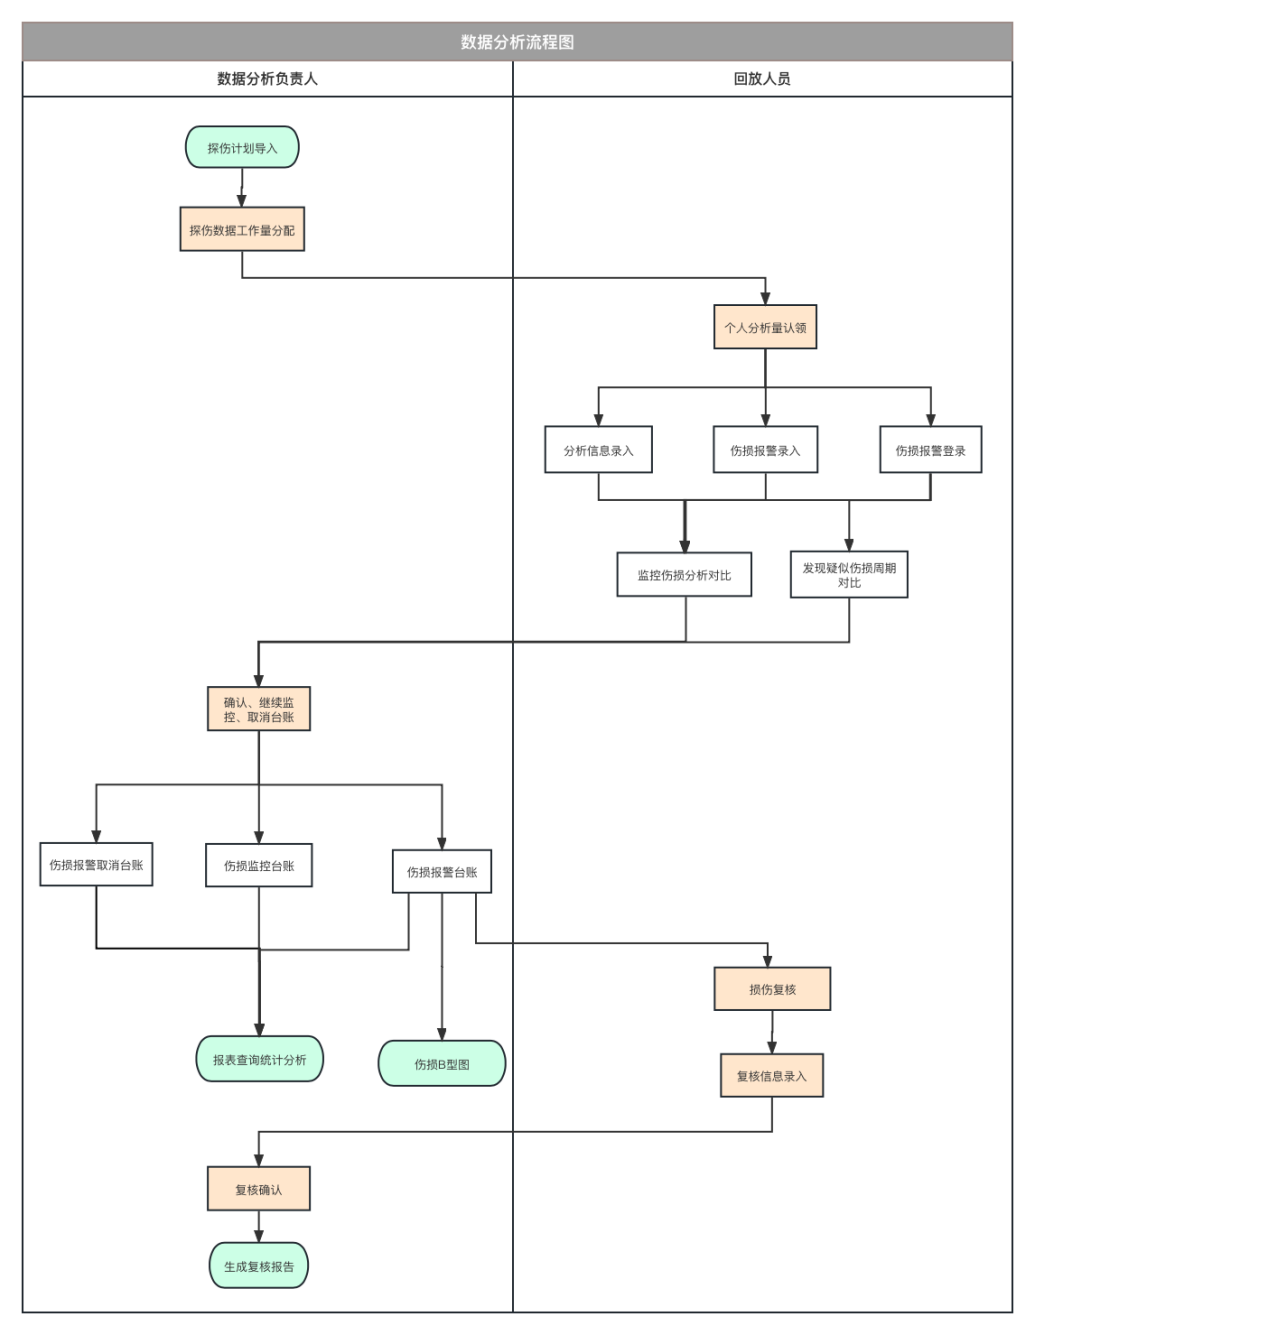 数据分析流程图
数据分析负责人
回放人员
探伤计划导入
探伤数据工作量分配
个人分析量认领
分析信息录入
伤损报警录入
伤损报警登录
监控伤损分析对比
发现疑似伤损周期
对比
确认、继续监
控、取消台账
伤损报警取消台账
伤损监控台账
伤损报警台账
损伤复核
报表查询统计分析
伤损B型图
复核信息录入
复核确认
生成复核报告